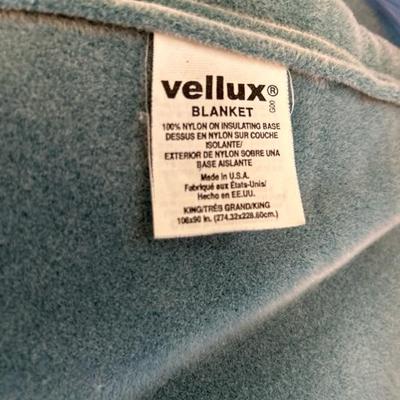 vellux®
BLANKET
100% NYLON ON INSULATING BASE
DESSUS EN NYLON SUR COUCHE
ISOLANTE/
EXTERIOR DE NYLON SOBRE UNA
BASE AISLANTE
Made in U.S.A.
Fabriqué aux États-Unis/
Hecho en EE.UU.
KING/TRÈS GRAND/KING
108x90 in. (274.32x228.60cm.)